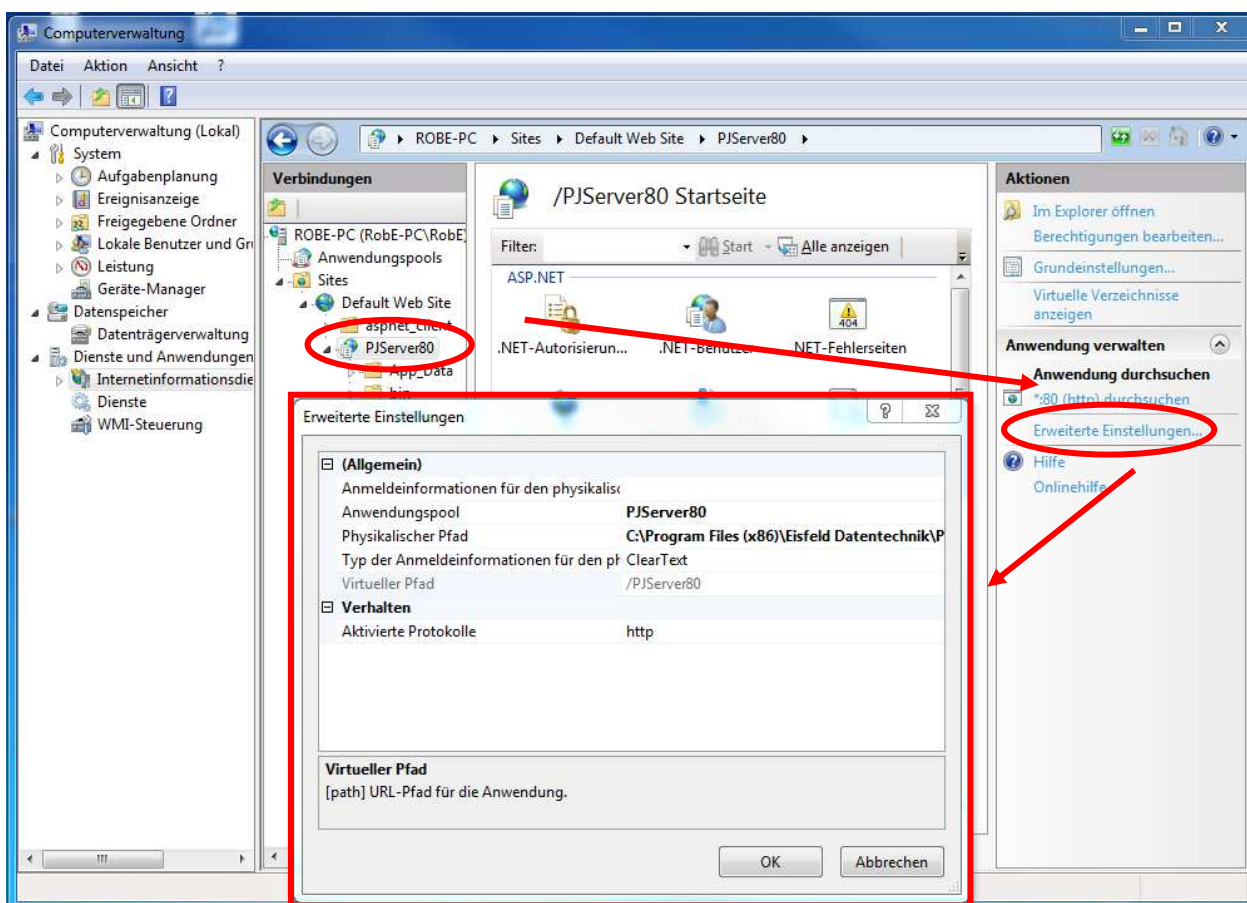 Computerverwaltung
Datei Aktion Ansicht ?
Computerverwaltung (Lokal)
System
Aufgabenplanung
Ereignisanzeige
Freigegebene Ordner
Lokale Benutzer und Gru
Leistung
Geräte-Manager
Datenspeicher
Datenträgerverwaltung
Dienste und Anwendungen
Internetinformationsdie
Dienste
WMI-Steuerung
ROBE-PC Sites Default Web Site PJServer80
Verbindungen
ROBE-PC (RobE-PC\RobE)
Anwendungspools
Sites
Default Web Site
aspnet_client
PJServer80
App_Data
bin
/PJServer80 Startseite
Filter: Start Alle anzeigen
ASP.NET
.NET-Autorisierun... .NET-Benutzer .NET-Fehlerseiten
404
Aktionen
Im Explorer öffnen
Berechtigungen bearbeiten...
Grundeinstellungen...
Virtuelle Verzeichnisse
anzeigen
Anwendung verwalten
Anwendung durchsuchen
*:80 (http) durchsuchen
Erweiterte Einstellungen...
Hilfe
Onlinehilfe
Erweiterte Einstellungen
(Allgemein)
Anmeldeinformationen für den physikalisc
Anwendungspool PJServer80
Physikalischer Pfad C:\Program Files (x86)\Eisfeld Datentechnik\P
Typ der Anmeldeinformationen für den ph ClearText
Virtueller Pfad /PJServer80
Verhalten
Aktivierte Protokolle http
Virtueller Pfad
[path] URL-Pfad für die Anwendung.
OK Abbrechen